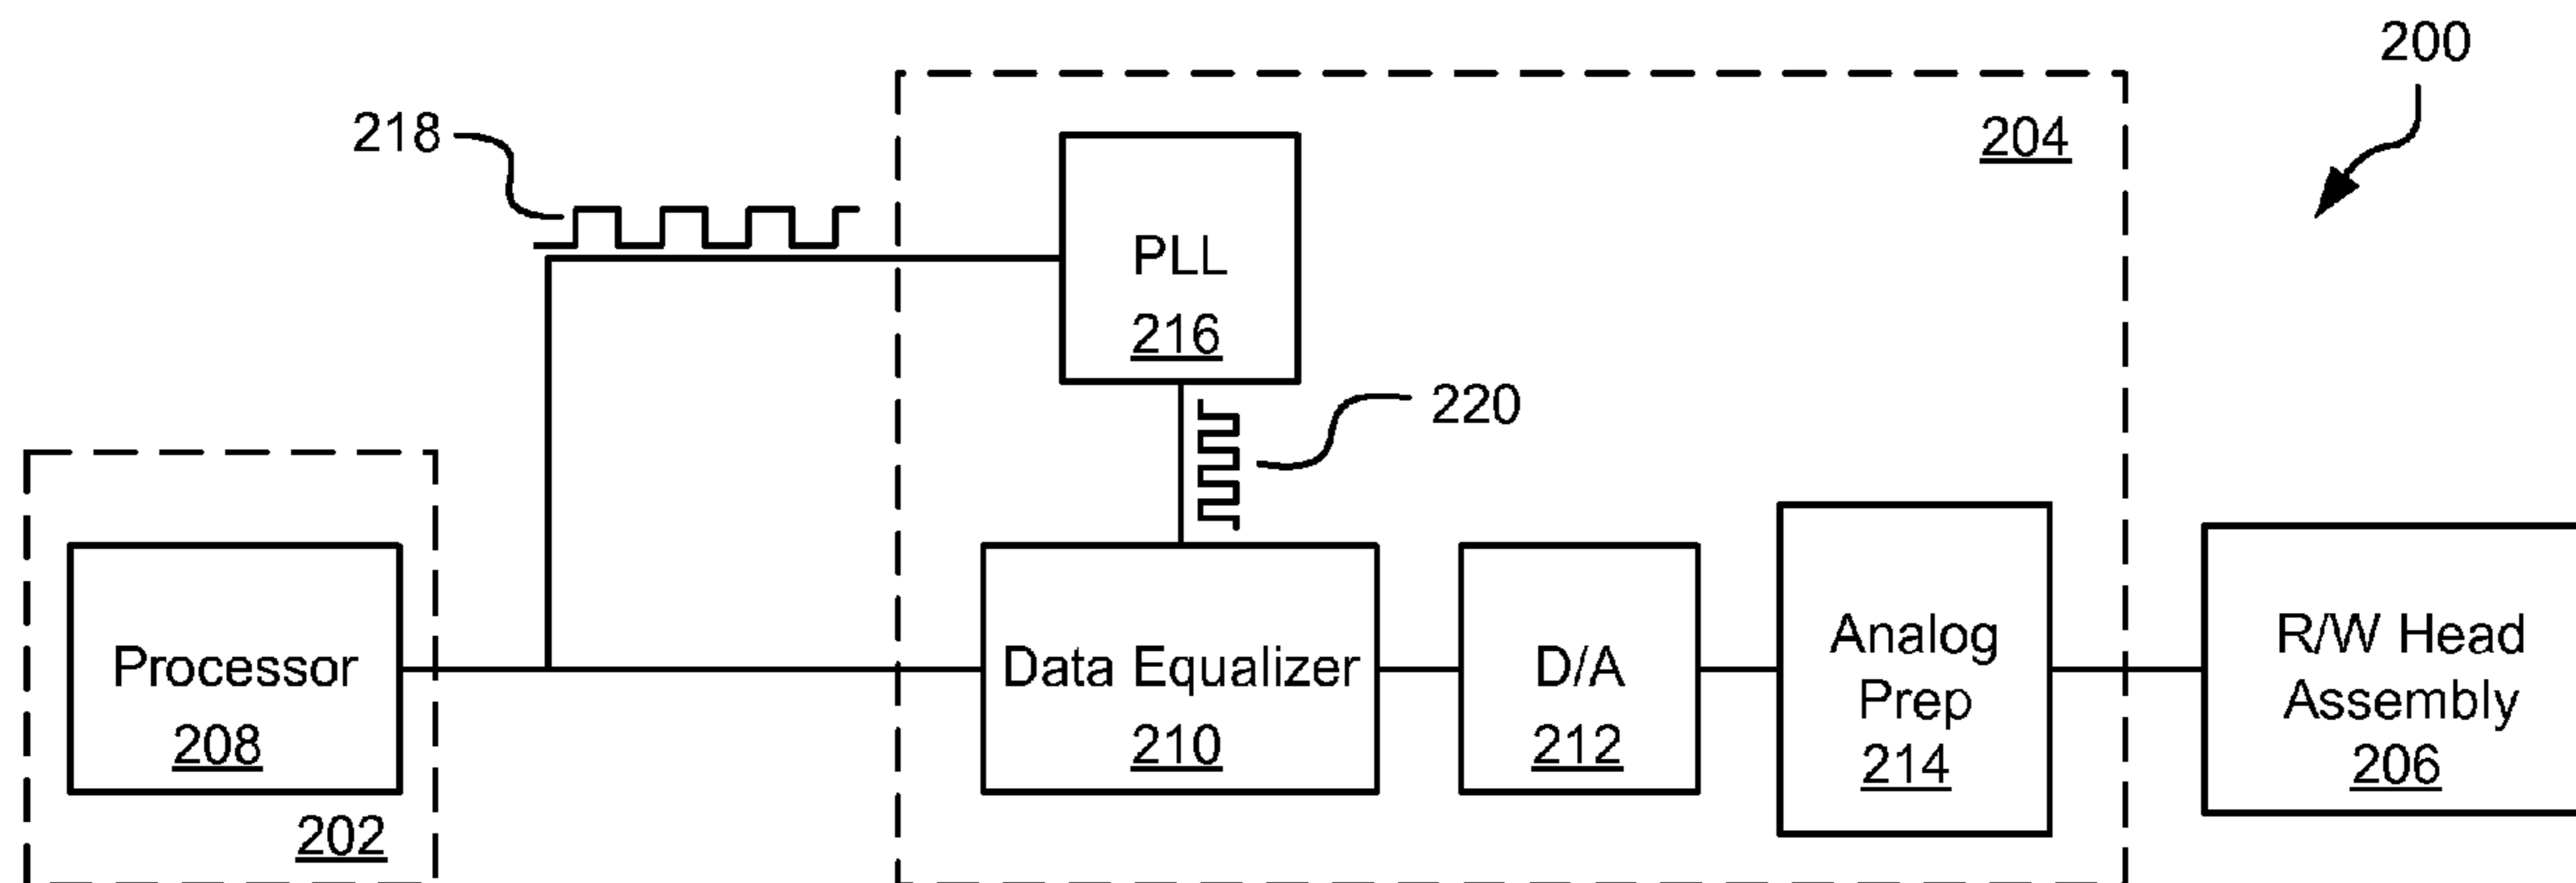 200
218
204
PLL
216
220
Processor
208
202
Data Equalizer
210
D/A
212
Analog
Prep
214
R/W Head
Assembly
206